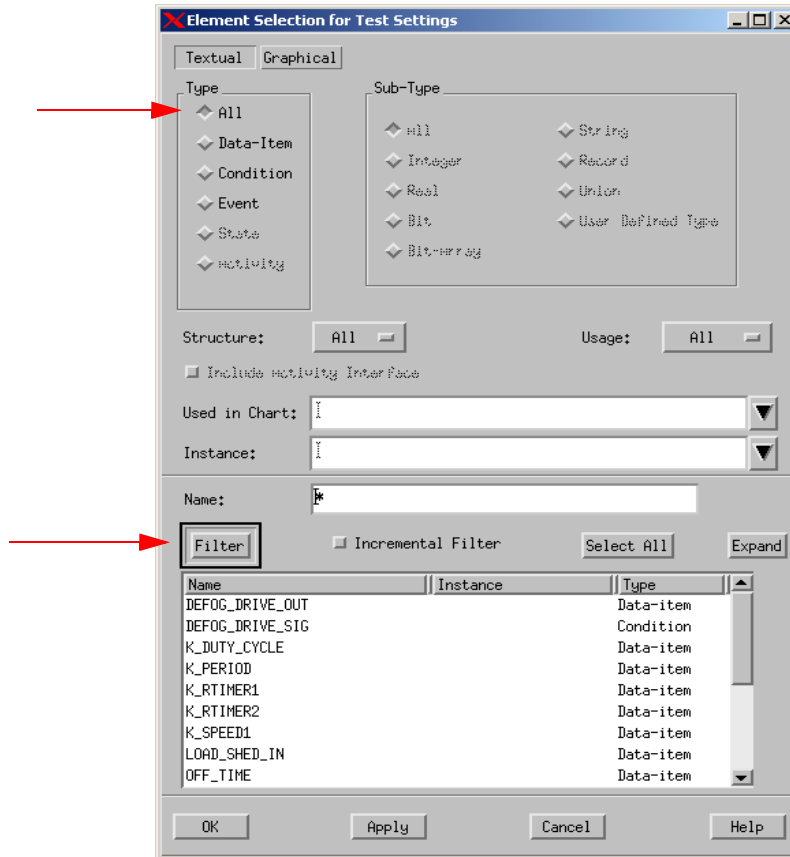 Element Selection for Test Settings
Textual Graphical
Type
All
Data-Item
Condition
Event
State
Activity
Sub-Type
All
Integer
Real
Bit
Bit-Array
String
Record
Union
User Defined Type
Structure: All
Usage: All
Include Activity Interface
Used in Chart:
Instance:
Name: *
Filter Incremental Filter Select All Expand
Name Instance Type
DEFOG_DRIVE_OUT Data-item
DEFOG_DRIVE_SIG Condition
K_DUTY_CYCLE Data-item
K_PERIOD Data-item
K_RTIMER1 Data-item
K_RTIMER2 Data-item
K_SPEED1 Data-item
LOAD_SHED_IN Data-item
OFF_TIME Data-item
OK Apply Cancel Help